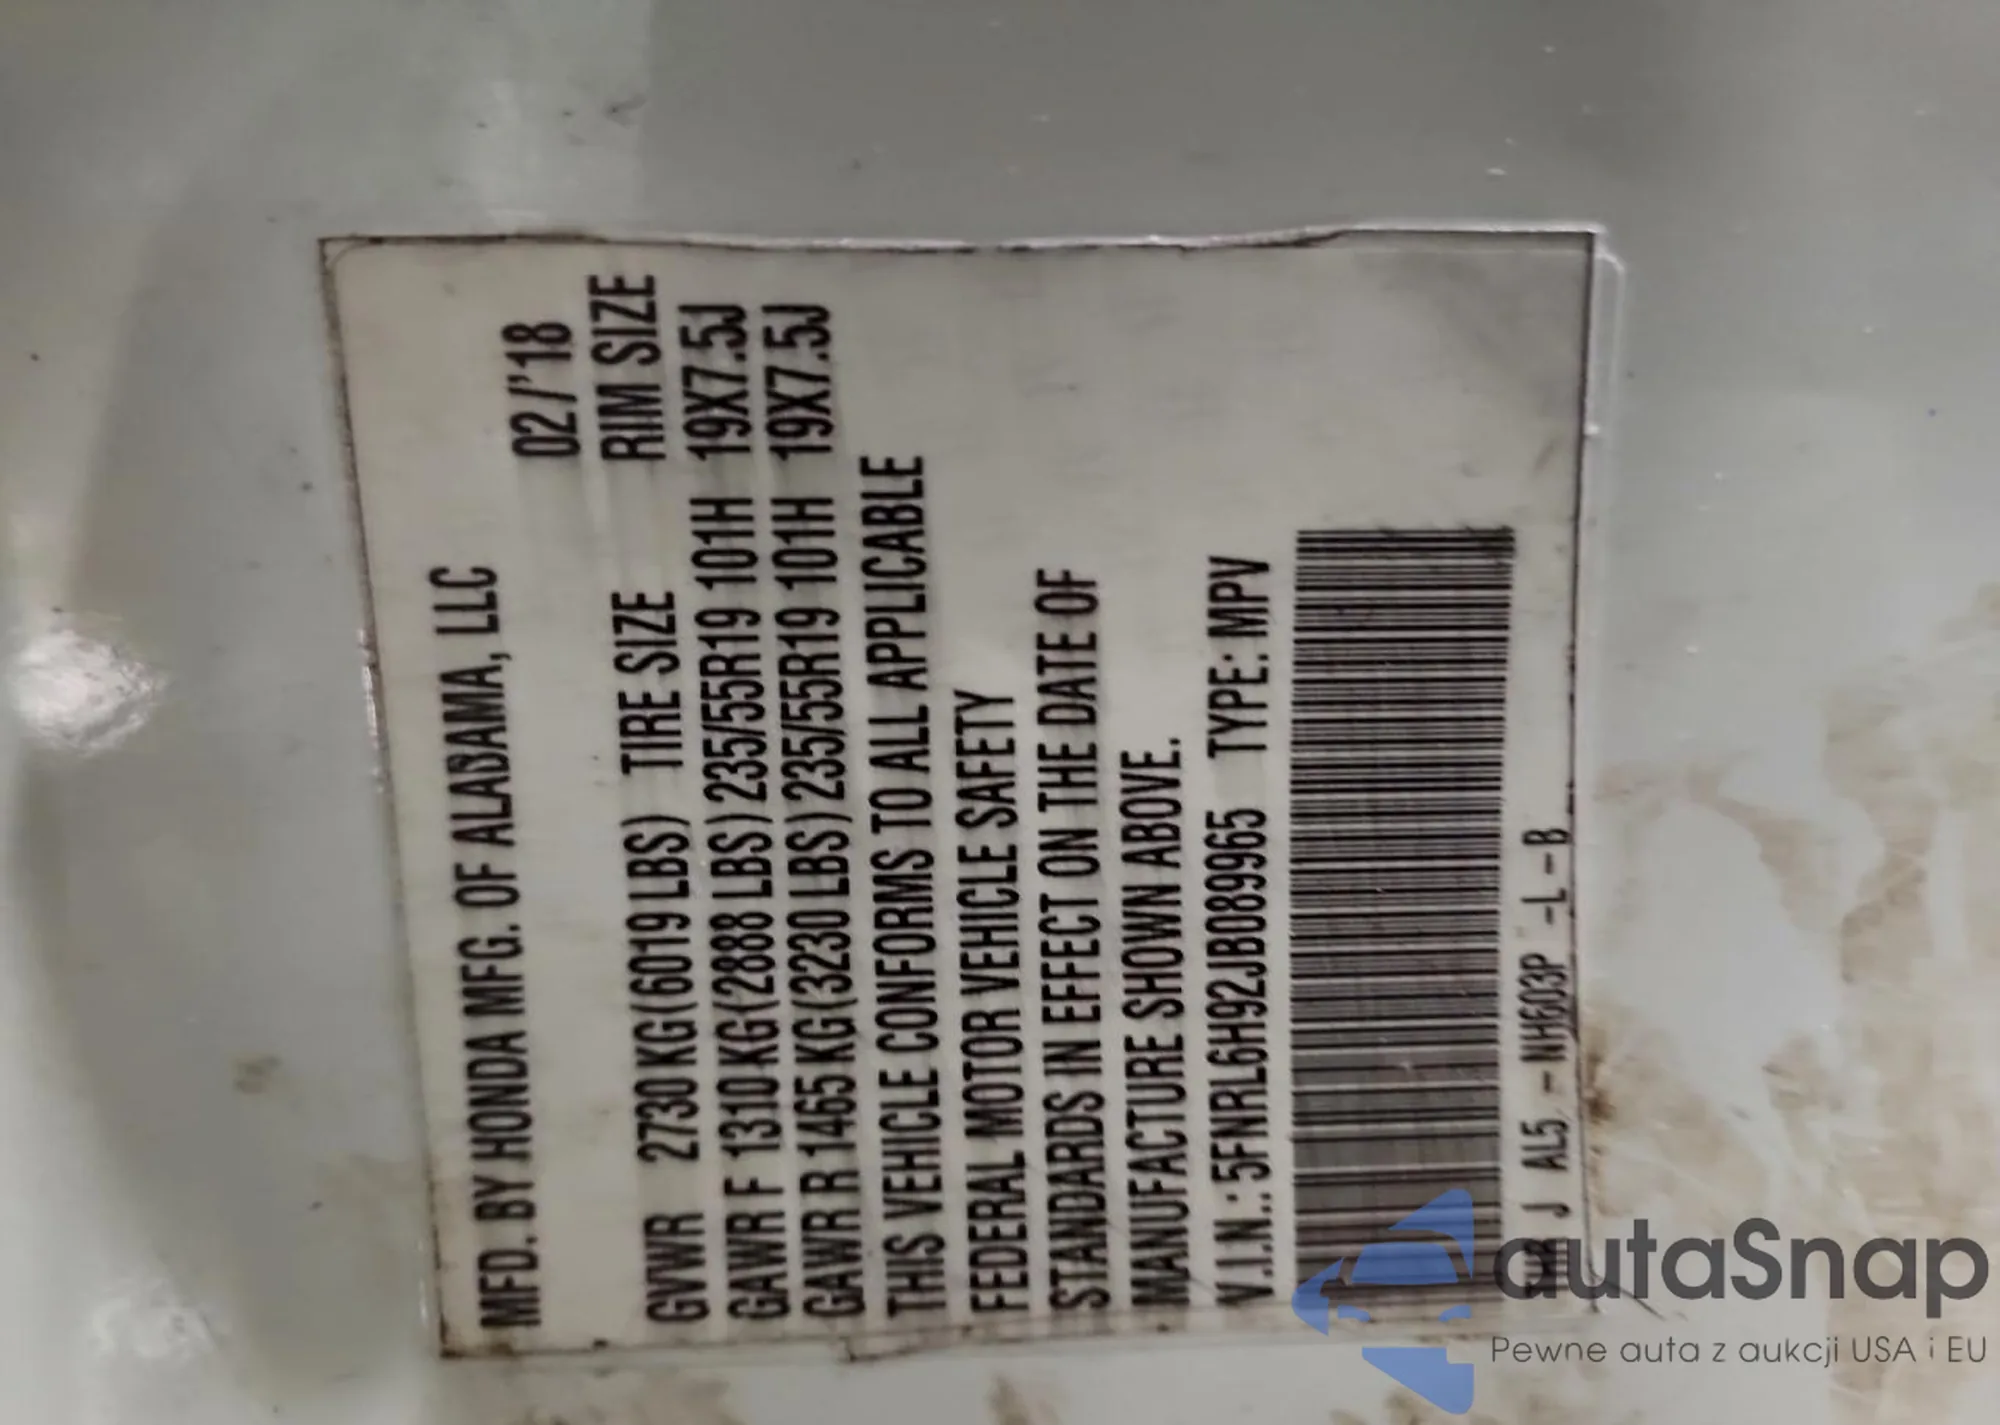 MFD. BY HONDA MFG. OF ALABAMA, LLC
02/'18
GVWR 2730 KG(6019 LBS) TIRE SIZE RIM SIZE
GAWR F 1310 KG(2888 LBS) 235/55R19 101H 19X7.5J
GAWR R 1465 KG(3230 LBS) 235/55R19 101H 19X7.5J
THIS VEHICLE CONFORMS TO ALL APPLICABLE
FEDERAL MOTOR VEHICLE SAFETY
STANDARDS IN EFFECT ON THE DATE OF
MANUFACTURE SHOWN ABOVE.
V.I.N.: 5FNRL6H92JB089965 TYPE: MPV
J AL5 -NH603P -L-B
autaSnap
Pewne auta z aukcji USA i EU